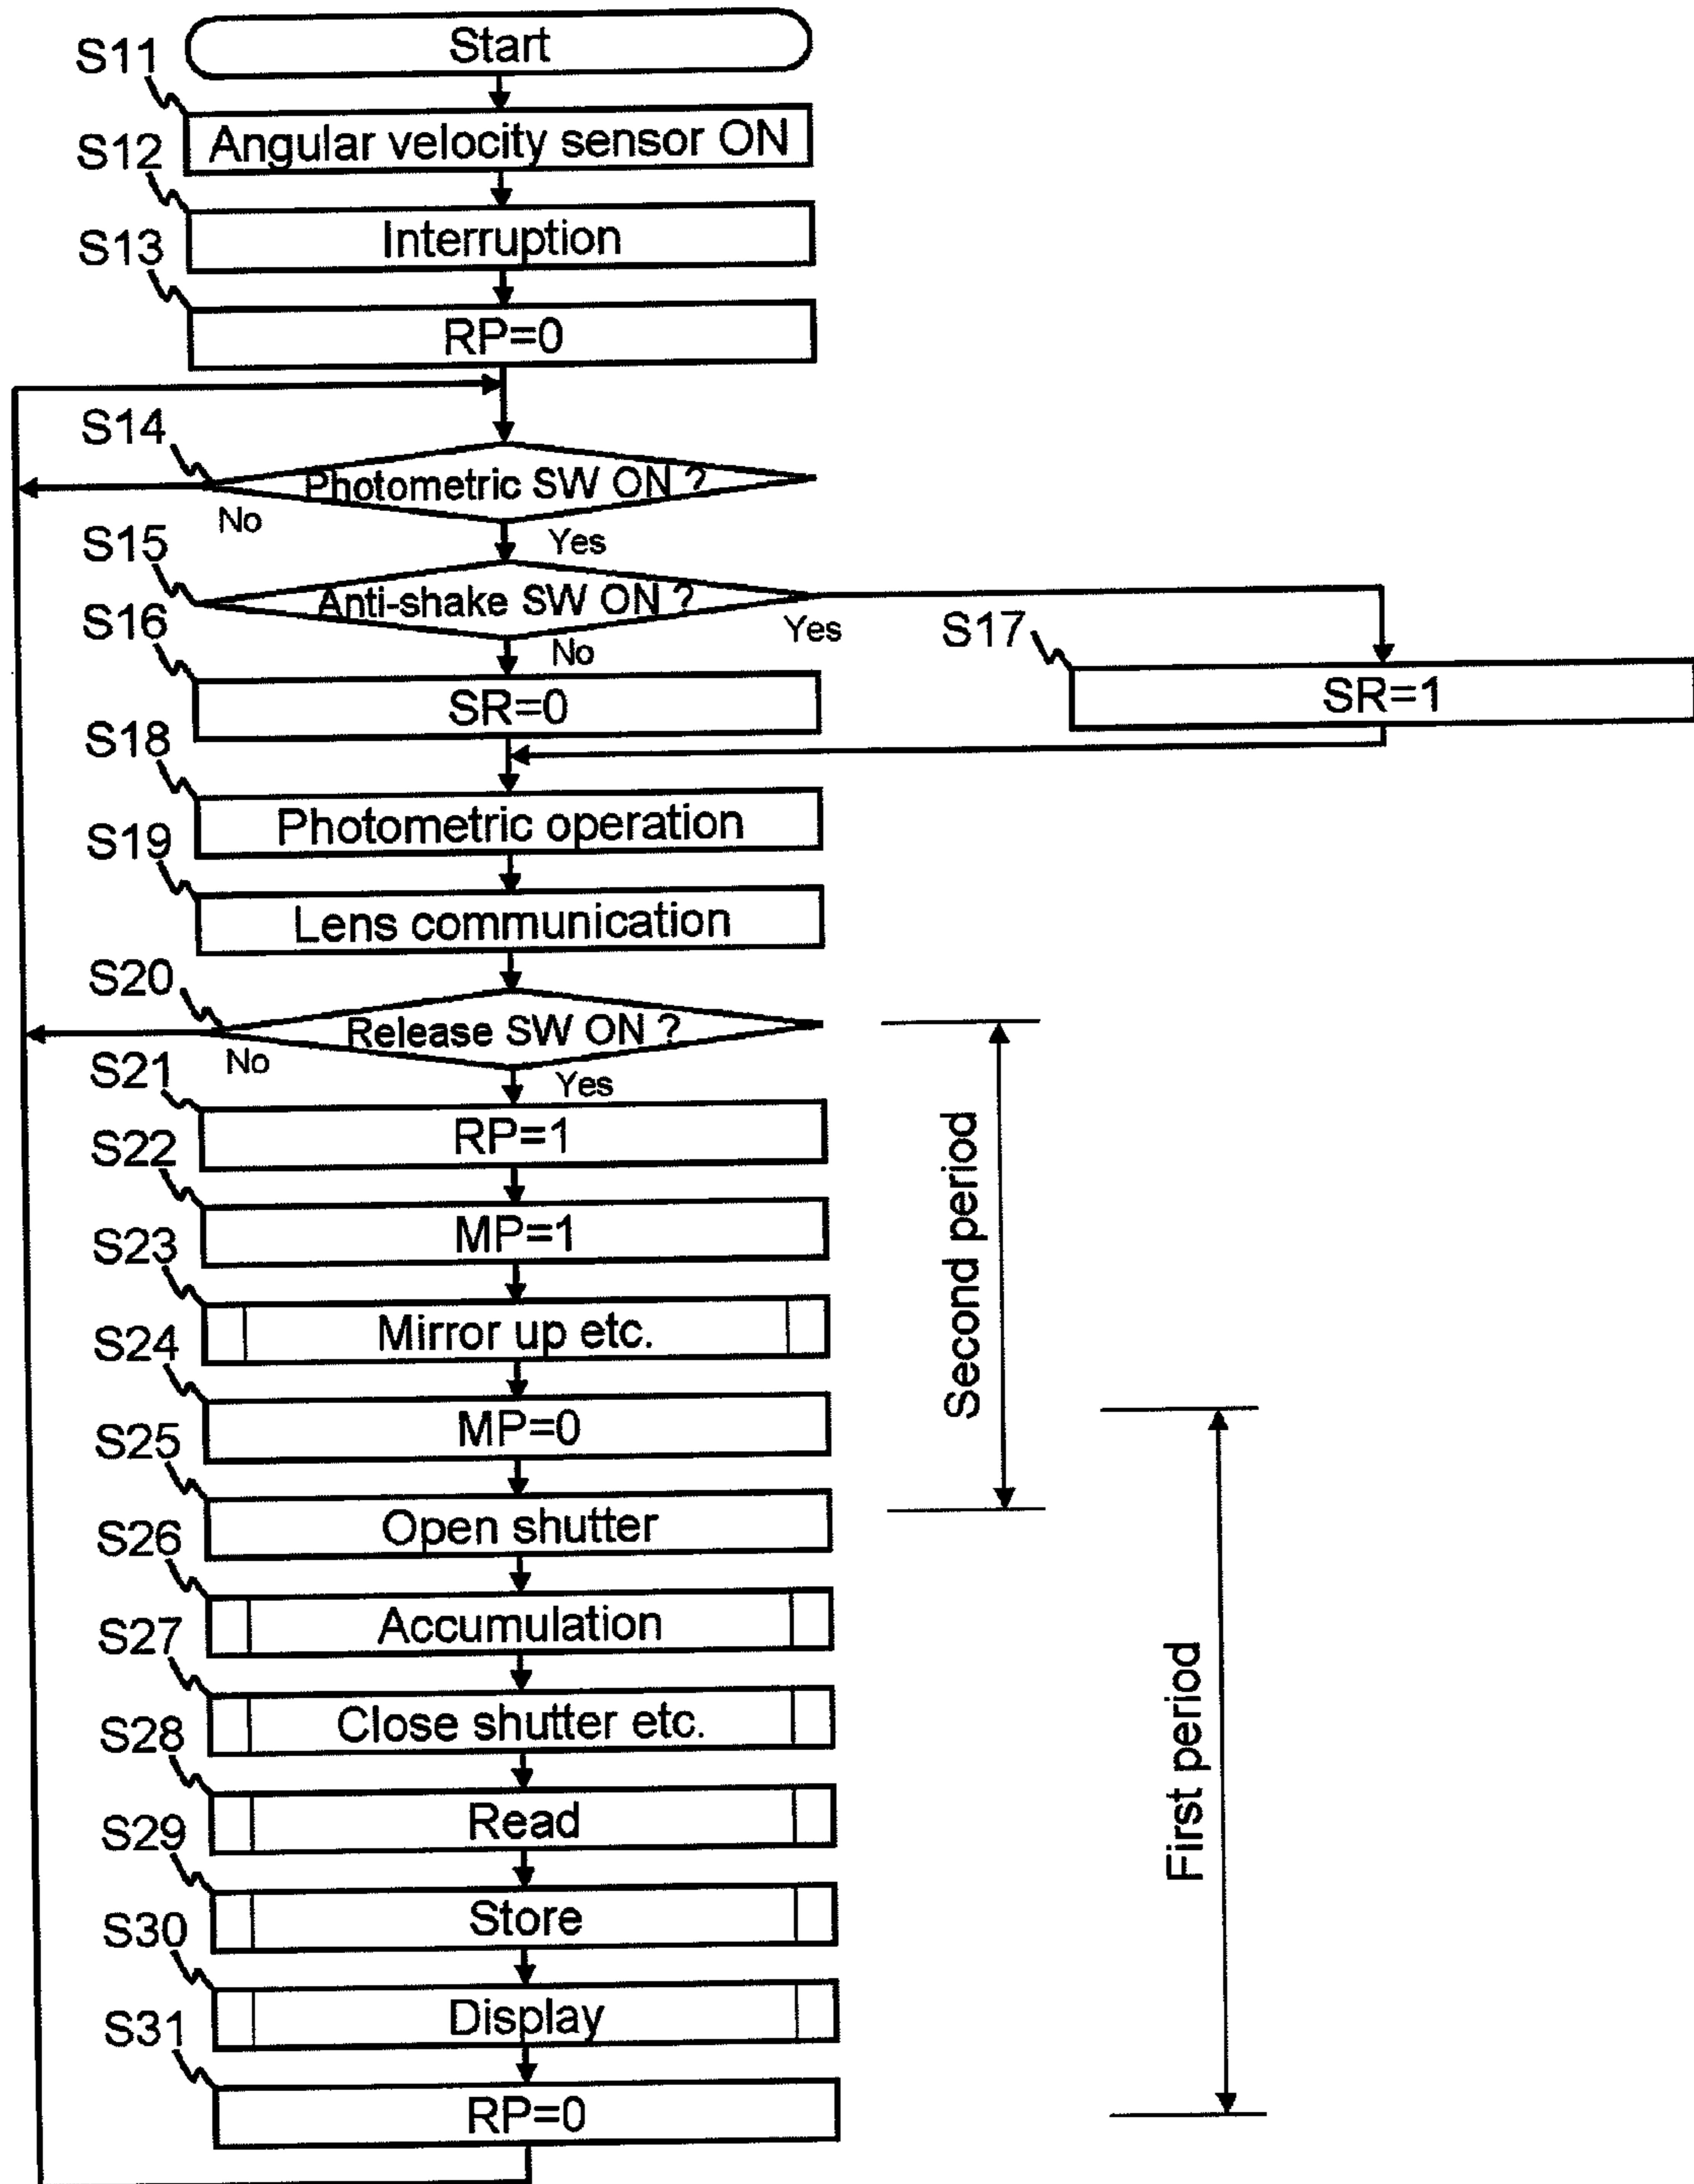 Start
S11
Angular velocity sensor ON
S12
Interruption
S13
RP=0
S14
Photometric SW ON ?
No
Yes
S15
Anti-shake SW ON ?
Yes
No
S16
SR=0
S17
SR=1
S18
Photometric operation
S19
Lens communication
S20
Release SW ON ?
No
Yes
S21
RP=1
S22
MP=1
S23
Mirror up etc.
S24
MP=0
S25
Open shutter
Second period
S26
Accumulation
S27
Close shutter etc.
S28
Read
S29
Store
S30
Display
S31
RP=0
First period